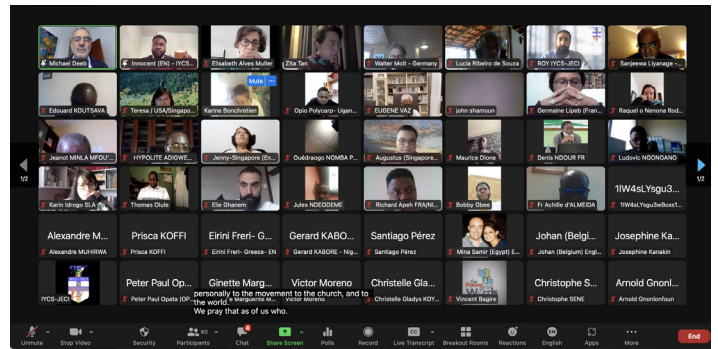 Michael Deeb
Innocent (EN) - IYCS...
Elisabeth Alves Muller
Zita Tan
Walter Molt - Germany
Lucia Ribeiro de Souza
ROY IYCS-JECI
Sanjeewa Liyanage -...
Edouard KOUTSAVA
Teresa / USA/Singapo...
Karine Bonchretien
Mute
...
Opio Polycarp- Ugan...
EUGENE VAZ
john shamoun
Germaine Lipeb (Fran...
Raquel o Nenona Rod...
Jeanot MINLA MFOU'...
HYPOLITE ADIGWE...
Jenny-Singapore (En...
Ouédraogo NOMBA P...
Augustus (Singapore...
Maurice Dione
Denis NDOUR FR
Ludovic NGONGANG
1/2
1/2
Karin Idrogo SLA
Thomas Olule
Elie Ghanem
Jules NDEODEME
Richard Apeh FRA/NI...
Bobby Gbee
Fr Achille d'ALMEIDA
1IW4sLYsgu3...
1IW4sLYsgu3wBoxs1...
Alexandre M...
Prisca KOFFI
Eirini Freri- G...
Gerard KABO...
Santiago Pérez
Johan (Belgi...
Josephine Ka...
Alexandre MUHIRWA
Prisca KOFFI
Eirini Freri- Greece- EN
Gerard KABORE - Nig...
Santiago Pérez
Mina Samir (Egypt) E...
Johan (Belgium) Engl...
Josephine Kanakin
Peter Paul Op...
Ginette Marg...
Victor Moreno
Christelle Gla...
Christophe S...
Arnold Gnonl...
IYCS-JECI
Peter Paul Opata (OP...
Marguerite M...
Victor Moreno
Christelle Gladys KOY...
Vincent Bagire
Christophe SENE
Arnold Gnonlonfoun
personally to the movement to the church, and to
the world.
We pray that as of us who.
Unmute
Stop Video
Security
Participants
60
Chat
Share Screen
Polls
Record
CC
Live Transcript
Breakout Rooms
Reactions
EN
English
Apps
More
End